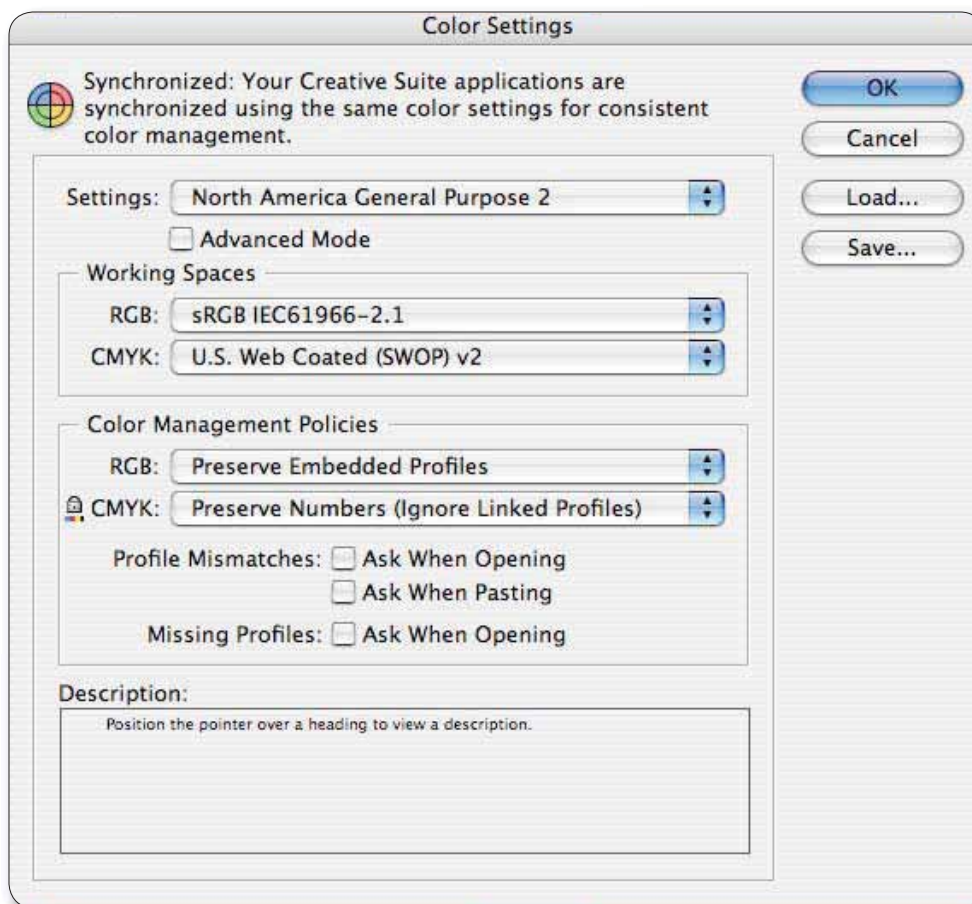 Color Settings
Synchronized: Your Creative Suite applications are
synchronized using the same color settings for consistent
color management.
OK
Cancel
Load...
Save...
Settings: North America General Purpose 2
Advanced Mode
Working Spaces
RGB: sRGB IEC61966-2.1
CMYK: U.S. Web Coated (SWOP) v2
Color Management Policies
RGB: Preserve Embedded Profiles
CMYK: Preserve Numbers (Ignore Linked Profiles)
Profile Mismatches: Ask When Opening
Ask When Pasting
Missing Profiles: Ask When Opening
Description:
Position the pointer over a heading to view a description.